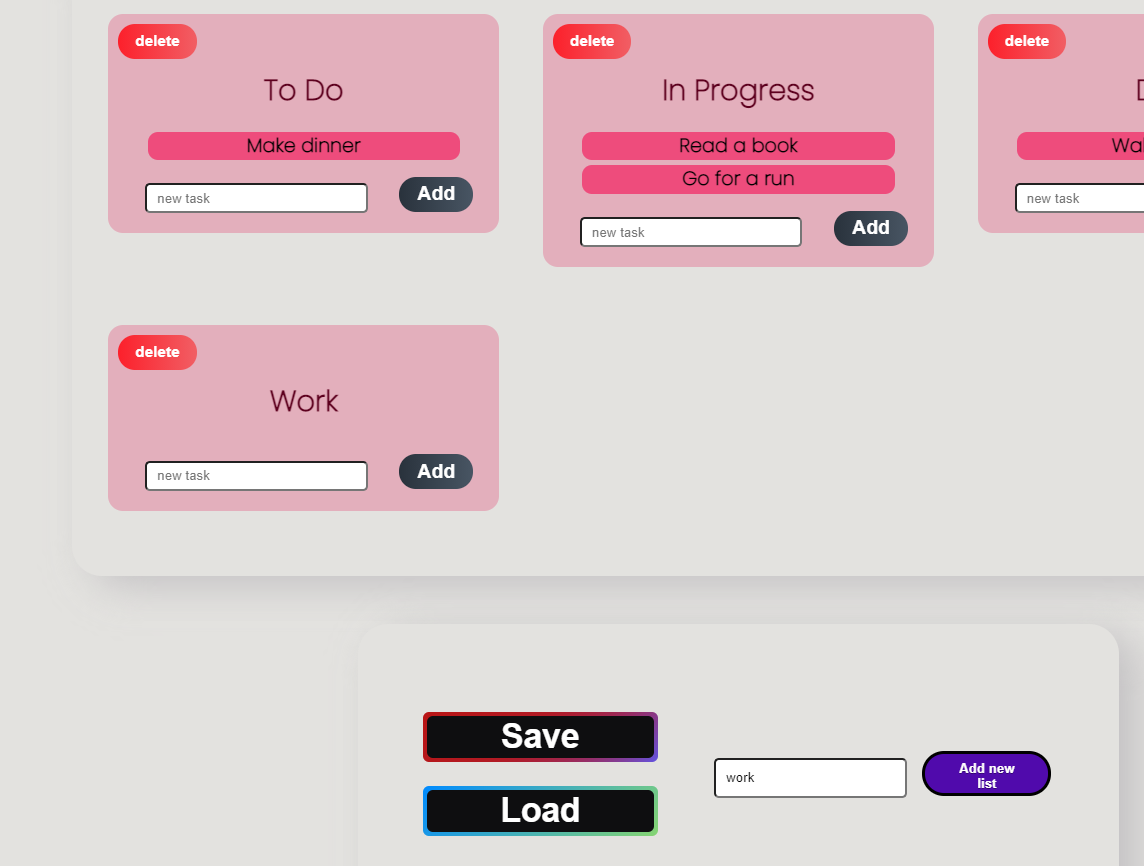 delete
delete
delete
To Do
In Progress
Make dinner
Read a book
Go for a run
new task
Add
new task
Add
new task
delete
Work
new task
Add
Save
Load
work
Add new
list